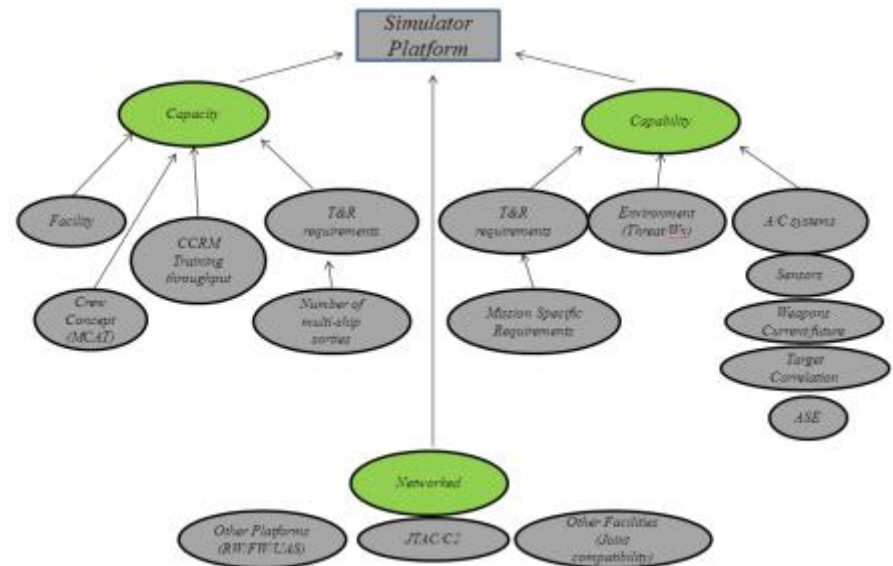 Simulator
Platform
Capacity
Capability
Facility
CCRM
Training
throughput
T&R
requirements
T&R
requirements
Environment
(Threat/Wx)
A/C systems
Crew
Concept
(MCAT)
Number of
multi-ship
sorties
Mission Specific
Requirements
Sensors
Weapons
Current/future
Target
Correlation
ASE
Networked
Other Platforms
(RW/FW/UAS)
JTAC/C2
Other Facilities
(Joint
compatibility)